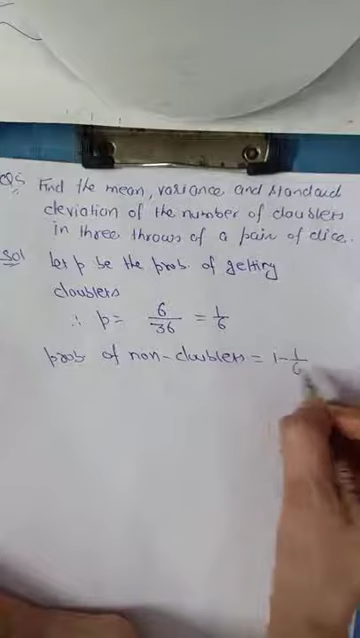 Q5 Find the mean, variance and standard
deviation of the number of doublets
in three throws of a pair of dice.
Sol let p be the prob. of getting
doublets
∴ p = 6/36 = 1/6
prob of non-doublets = 1 - 1/6